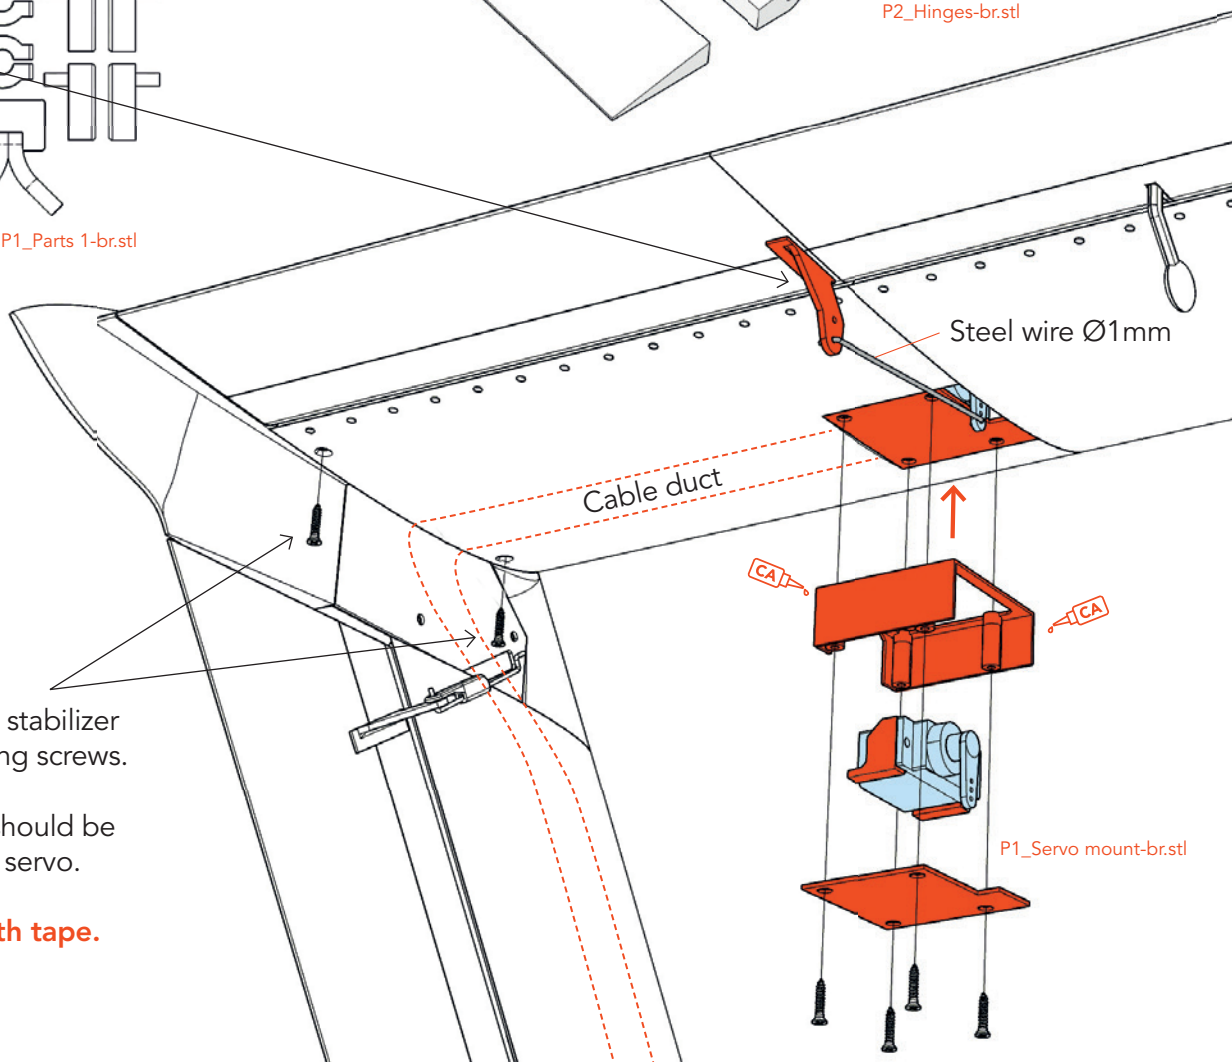 P2_Hinges-br.stl
P1_Parts 1-br.stl
Steel wire Ø1mm
Cable duct
CA
CA
stabilizer
ng screws.
should be
servo.
P1_Servo mount-br.stl
th tape.